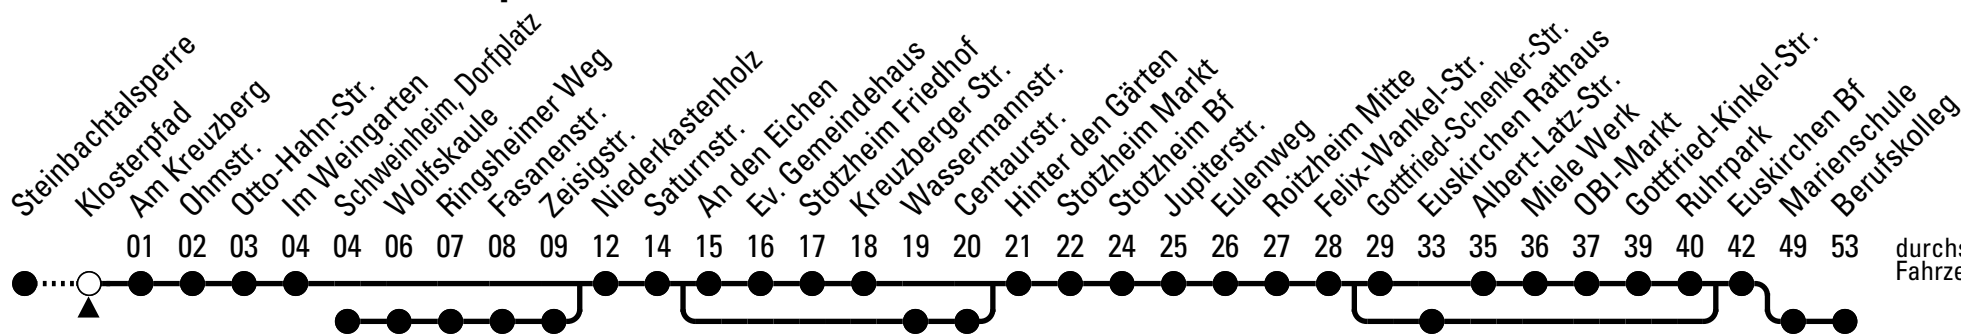 Steinbachtalsperre
Klosterpfad
Am Kreuzberg
Ohmstr.
Otto-Hahn-Str.
Im Weingarten
Schweinheim, Dorfplatz
Wolfskaule
Ringsheimer Weg
Fasanenstr.
Zeisigstr.
Niederkastenholz
Saturnstr.
An den Eichen
Ev. Gemeindehaus
Stotzheim Friedhof
Kreuzberger Str.
Wassermannstr.
Centaurstr.
Hinter den Gärten
Stotzheim Markt
Stotzheim Bf
Jupiterstr.
Eulenweg
Roitzheim Mitte
Felix-Wankel-Str.
Gottfried-Schenker-Str.
Euskirchen Rathaus
Albert-Latz-Str.
Miele Werk
OBI-Markt
Gottfried-Kinkel-Str.
Ruhrpark
Euskirchen Bf
Marienschule
Berufskolleg
01 02 03 04 04 06 07 08 09 12 14 15 16 17 18 19 20 21 22 24 25 26 27 28 29 33 35 36 37 39 40 42 49 53
durchs
Fahrze